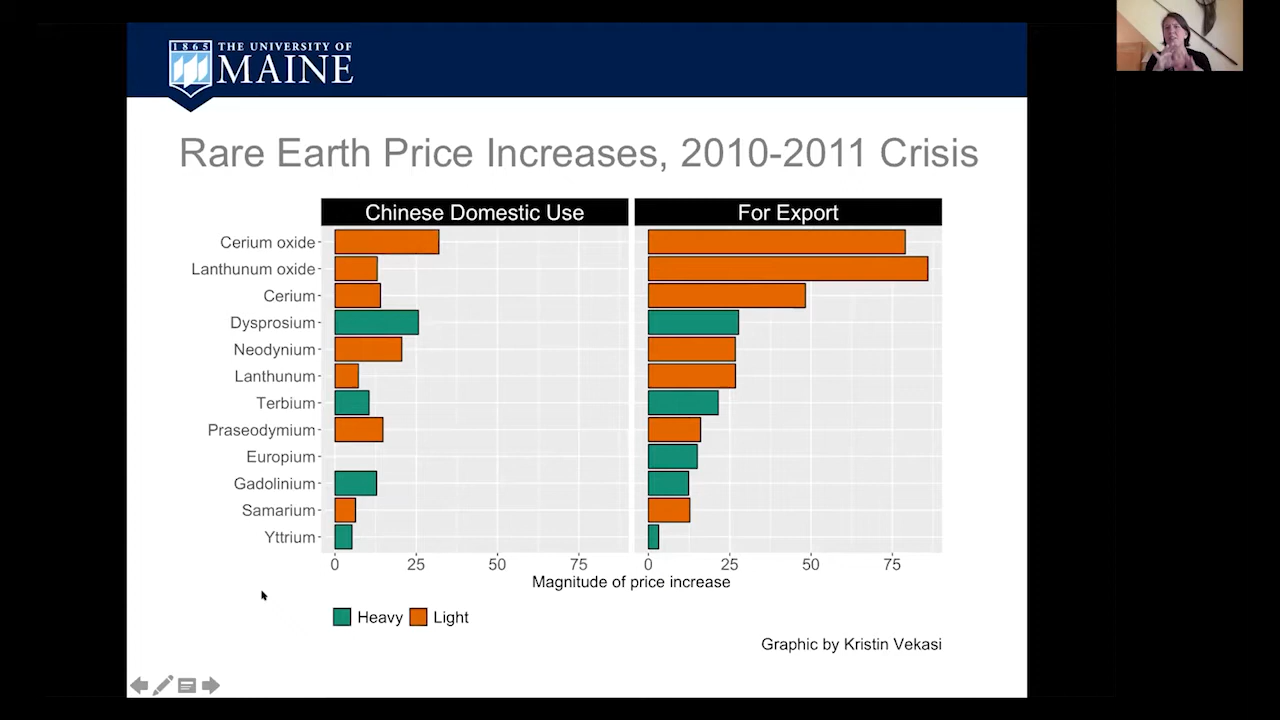 1865
THE UNIVERSITY OF
MAINE
Rare Earth Price Increases, 2010-2011 Crisis
Chinese Domestic Use
For Export
Cerium oxide
Lanthunum oxide
Cerium
Dysprosium
Neodynium
Lanthunum
Terbium
Praseodymium
Europium
Gadolinium
Samarium
Yttrium
0 25 50 75 0 25 50 75
Magnitude of price increase
Heavy Light
Graphic by Kristin Vekasi